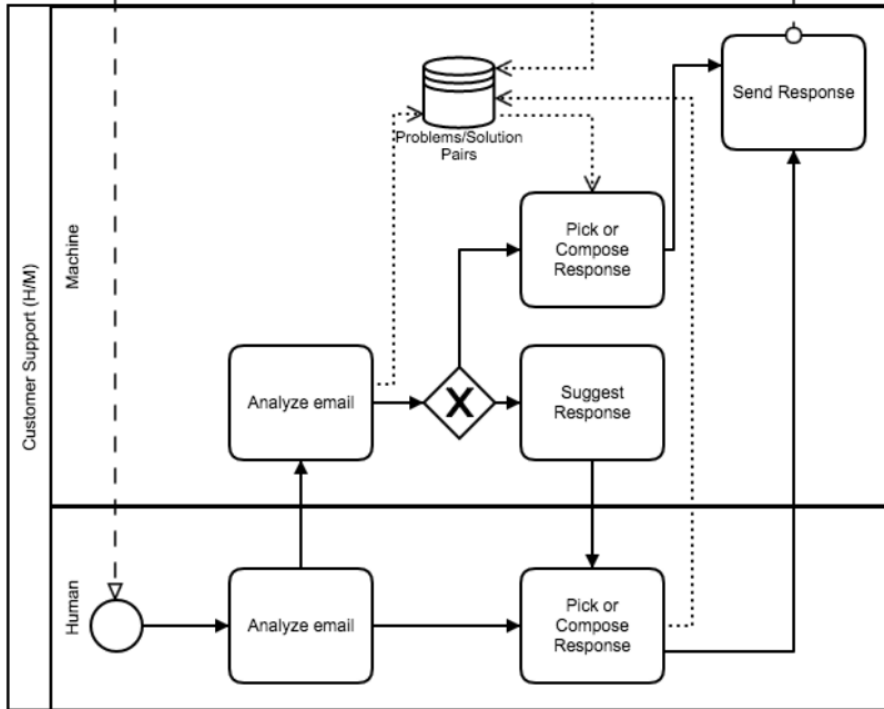 Customer Support (H/M)
Machine
Problems/Solution
Pairs
Send Response
Pick or
Compose
Response
Analyze email
X
Suggest
Response
Human
Analyze email
Pick or
Compose
Response